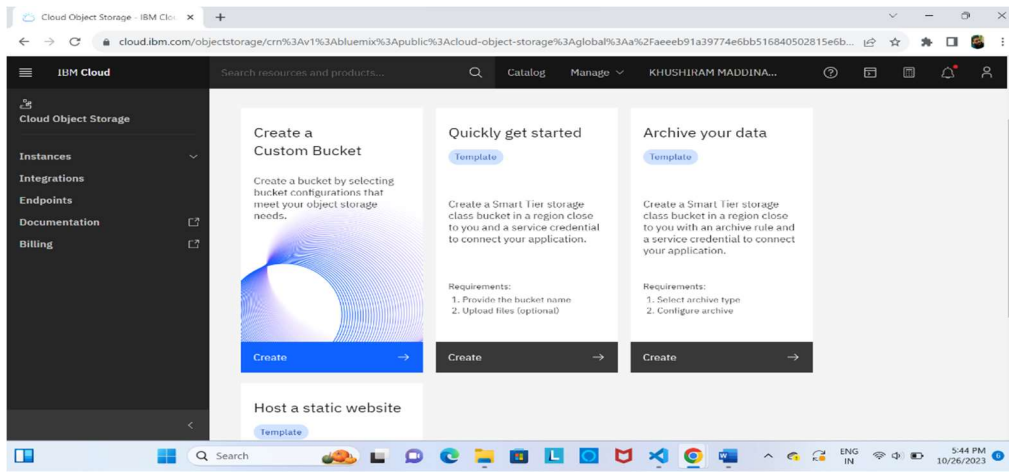 Cloud Object Storage - IBM Clou
cloud.ibm.com/objectstorage/crn%3Av1%3Abluemix%3Apublic%3Acloud-object-storage%3Aglobal%3Aa%2Faeeeb91a39774e6bb516840502815e6b...
IBM Cloud
Search resources and products...
Catalog
Manage
KHUSHIRAM MADDINA...
Cloud Object Storage
Instances
Integrations
Endpoints
Documentation
Billing
Create a
Custom Bucket
Create a bucket by selecting
bucket configurations that
meet your object storage
needs.
Create
Quickly get started
Template
Create a Smart Tier storage
class bucket in a region close
to you and a service credential
to connect your application.
Requirements:
1. Provide the bucket name
2. Upload files (optional)
Create
Archive your data
Template
Create a Smart Tier storage
class bucket in a region close
to you with an archive rule and
a service credential to connect
your application.
Requirements:
1. Select archive type
2. Configure archive
Create
Host a static website
Template
Search
ENG
IN
5:44 PM
10/26/2023
6